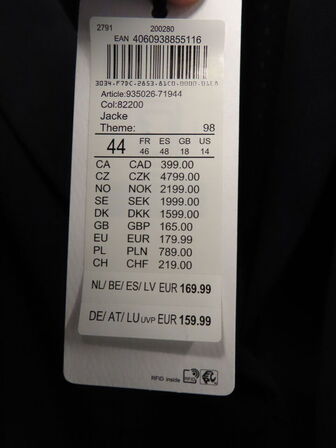 2791 200280
EAN 4060938855116
Article:935026-71944
Col:82200
Jacke
Theme: 98
44 FR ES GB US
46 48 18 14
CA CAD 399.00
CZ CZK 4799.00
NO NOK 2199.00
SE SEK 1999.00
DK DKK 1599.00
GB GBP 165.00
EU EUR 179.99
PL PLN 789.00
CH CHF 219.00
NL/ BE/ ES/ LV EUR 169.99
DE/ AT/ LU UVP EUR 159.99
RFID inside